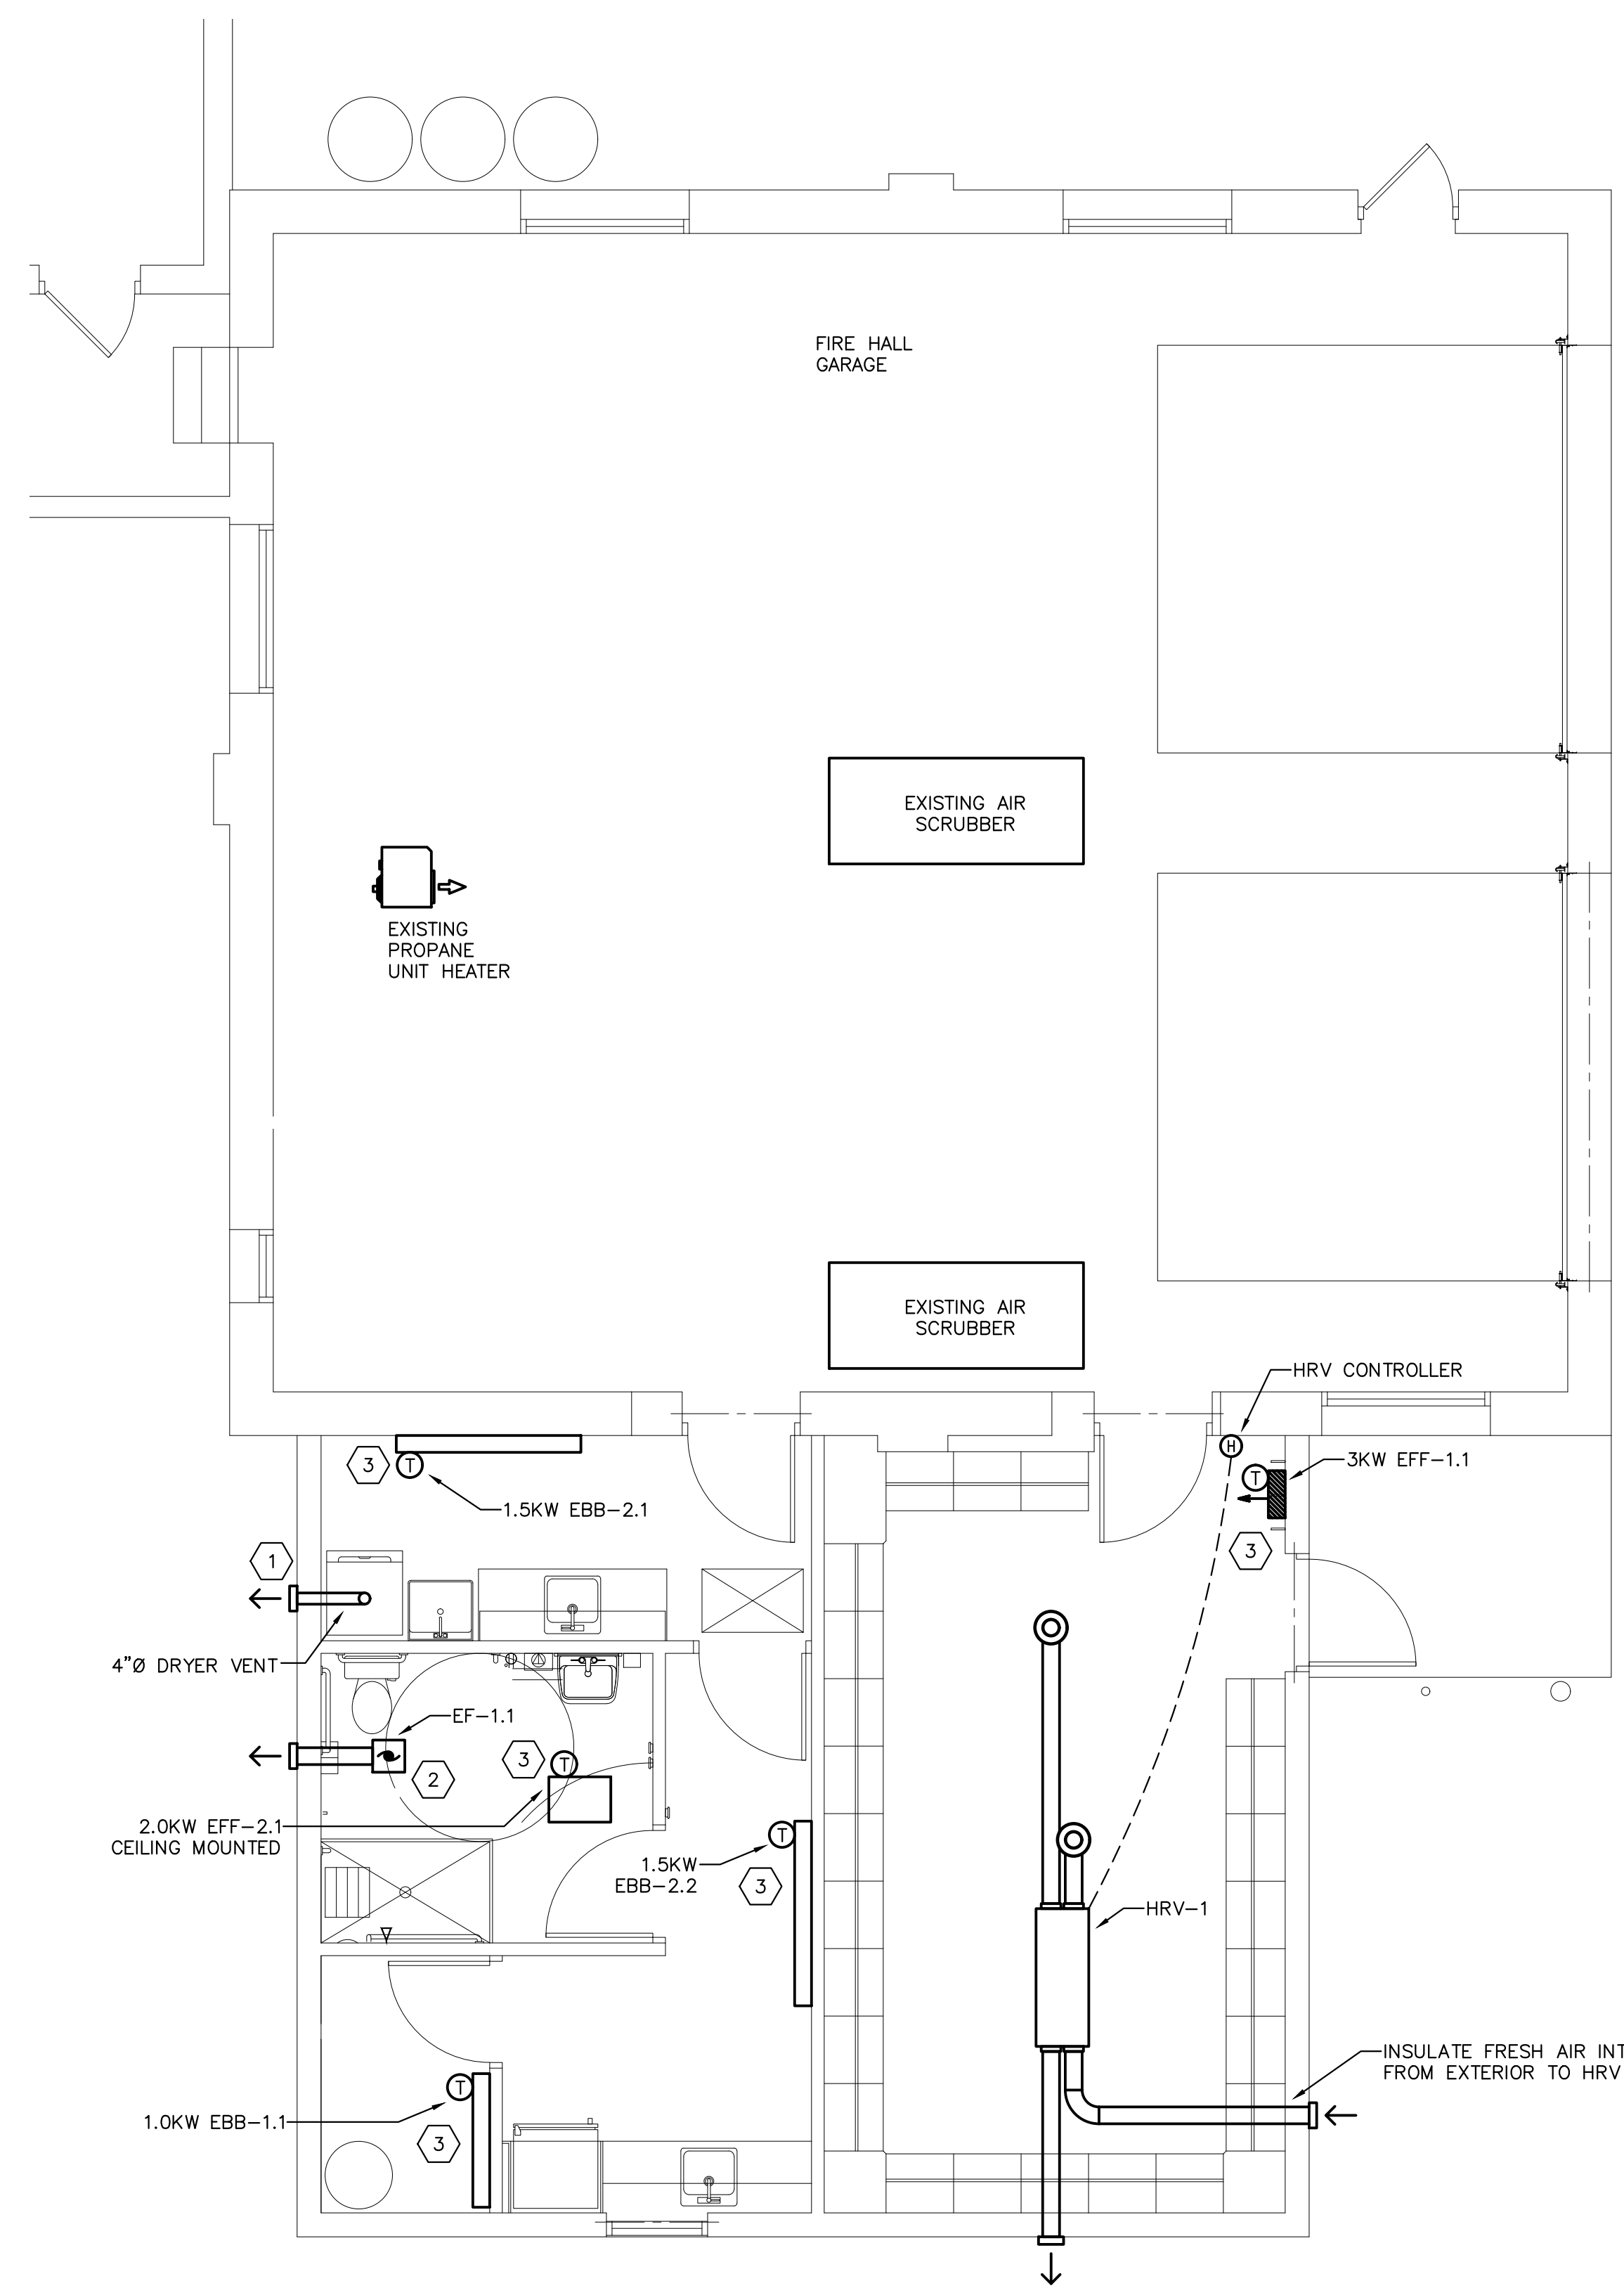 FIRE HALL
GARAGE
EXISTING AIR
SCRUBBER
EXISTING
PROPANE
UNIT HEATER
EXISTING AIR
SCRUBBER
HRV CONTROLLER
H
3KW EFF-1.1
T
3
3
T
1.5KW EBB-2.1
1
4"Ø DRYER VENT
EF-1.1
2
3
T
2.0KW EFF-2.1
CEILING MOUNTED
T
1.5KW
EBB-2.2
3
HRV-1
INSULATE FRESH AIR INT
FROM EXTERIOR TO HRV
T
1.0KW EBB-1.1
3